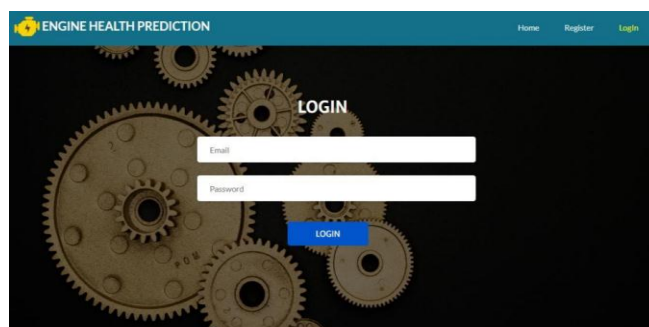 ENGINE HEALTH PREDICTION
Home Register LogIn
LOGIN
Email
Password
LOGIN